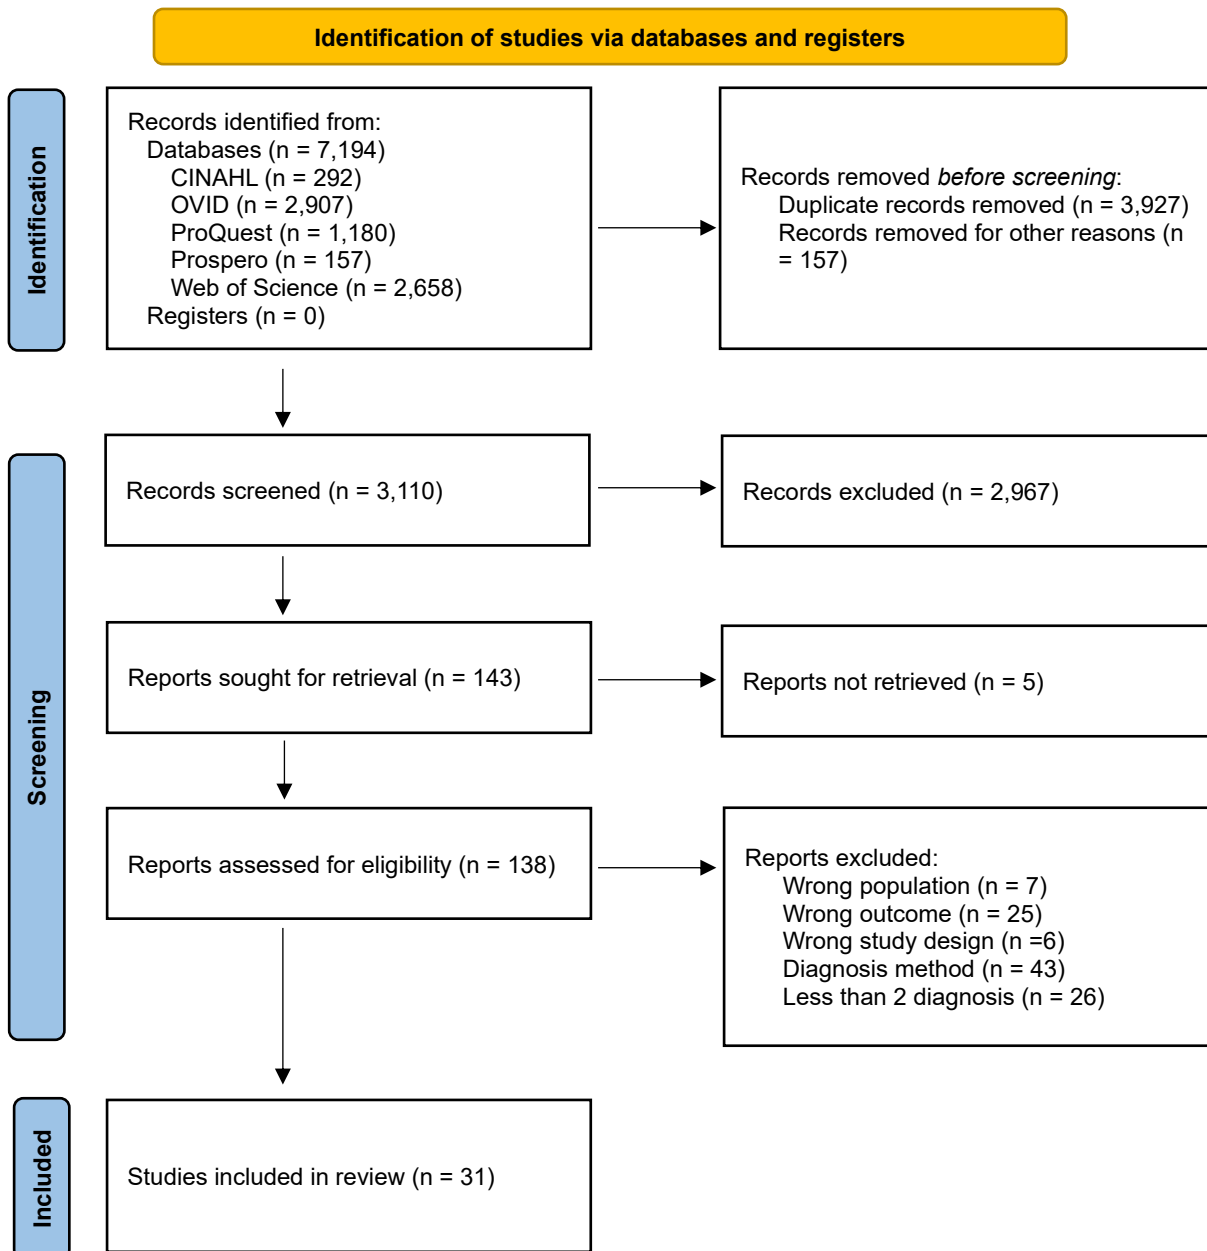 Identification of studies via databases and registers
Identification
Records identified from:
Databases (n = 7,194)
CINAHL (n = 292)
OVID (n = 2,907)
ProQuest (n = 1,180)
Prospero (n = 157)
Web of Science (n = 2,658)
Registers (n = 0)
Records removed before screening:
Duplicate records removed (n = 3,927)
Records removed for other reasons (n
= 157)
Screening
Records screened (n = 3,110)
Records excluded (n = 2,967)
Reports sought for retrieval (n = 143)
Reports not retrieved (n = 5)
Reports assessed for eligibility (n = 138)
Reports excluded:
Wrong population (n = 7)
Wrong outcome (n = 25)
Wrong study design (n =6)
Diagnosis method (n = 43)
Less than 2 diagnosis (n = 26)
Included
Studies included in review (n = 31)